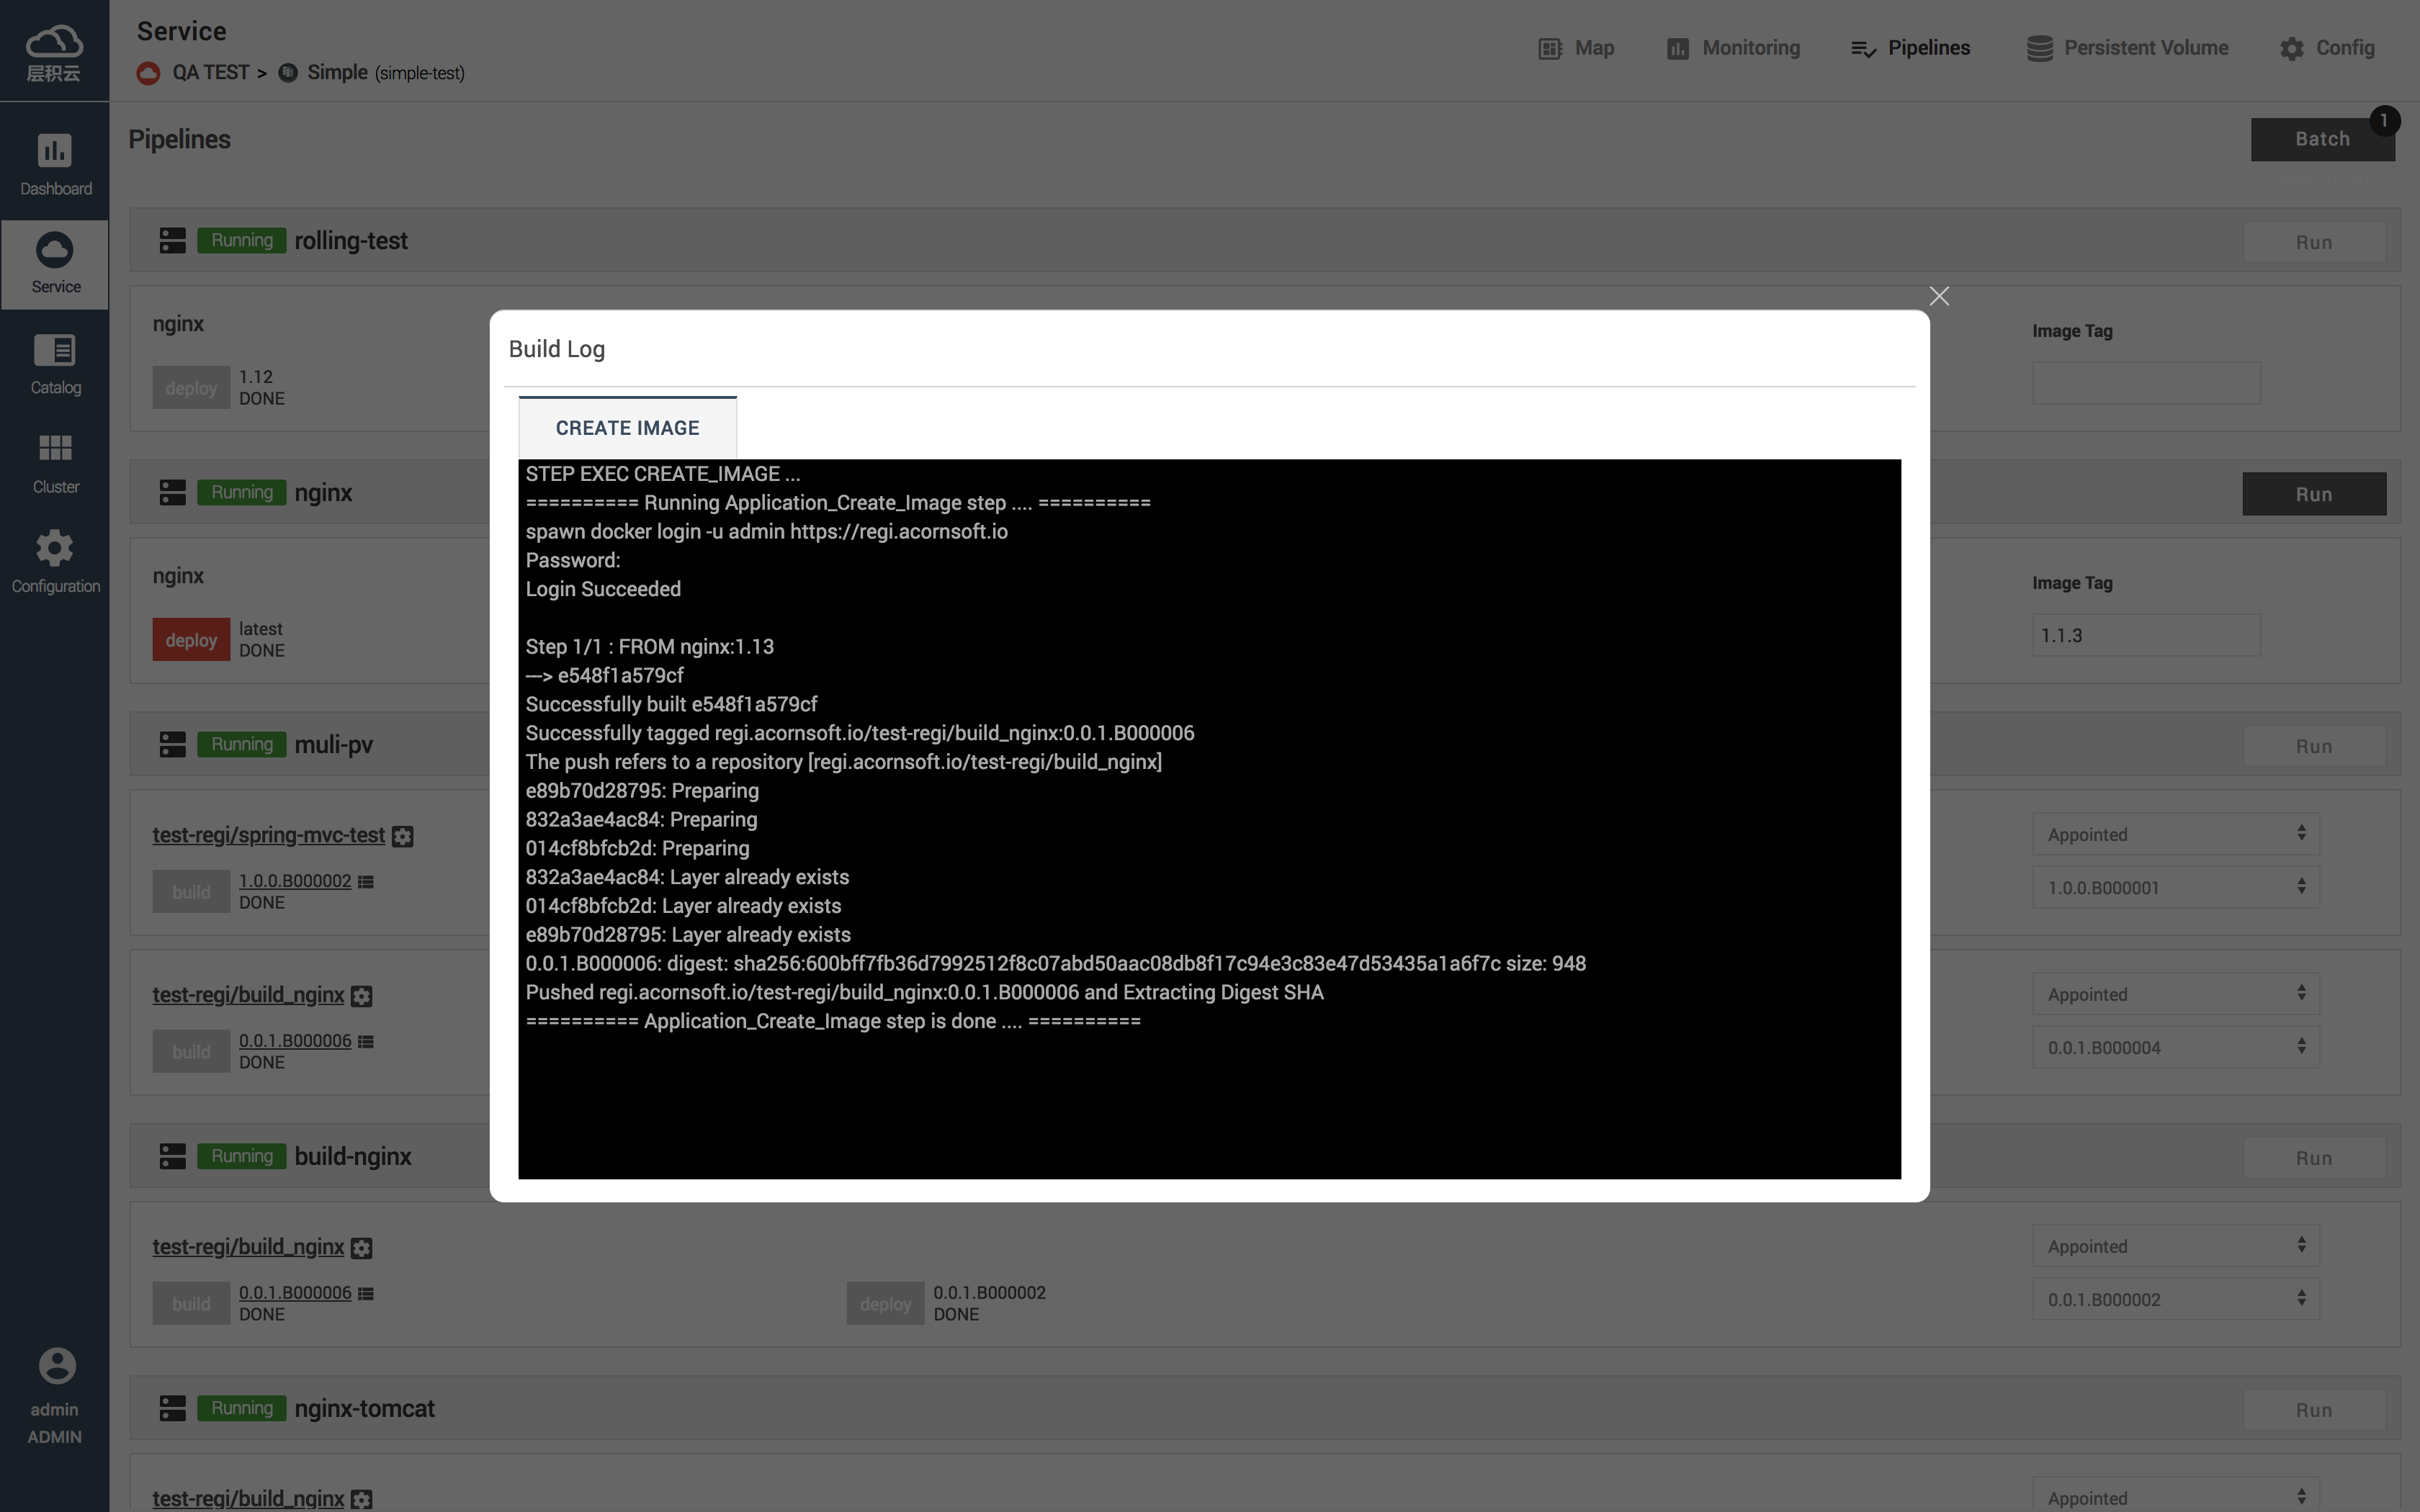 层积云
Service
QA TEST > Simple (simple-test)
Map
Monitoring
Pipelines
Persistent Volume
Config
Dashboard
Service
Catalog
Cluster
Configuration
admin
ADMIN
Pipelines
Batch
1
Running rolling-test
Run
nginx
deploy
1.12
DONE
Image Tag
Running nginx
Run
nginx
deploy
latest
DONE
Image Tag
1.1.3
Running muli-pv
Run
test-regi/spring-mvc-test
build
1.0.0.B000002
DONE
Appointed
1.0.0.B000001
test-regi/build_nginx
build
0.0.1.B000006
DONE
Appointed
0.0.1.B000004
Running build-nginx
Run
test-regi/build_nginx
build
0.0.1.B000006
DONE
deploy
0.0.1.B000002
DONE
Appointed
0.0.1.B000002
Running nginx-tomcat
Run
test-regi/build_nginx
Appointed
Build Log
CREATE IMAGE
STEP EXEC CREATE_IMAGE ...
========== Running Application_Create_Image step .... ==========
spawn docker login -u admin https://regi.acornsoft.io
Password:
Login Succeeded
Step 1/1 : FROM nginx:1.13
---> e548f1a579cf
Successfully built e548f1a579cf
Successfully tagged regi.acornsoft.io/test-regi/build_nginx:0.0.1.B000006
The push refers to a repository [regi.acornsoft.io/test-regi/build_nginx]
e89b70d28795: Preparing
832a3ae4ac84: Preparing
014cf8bfcb2d: Preparing
832a3ae4ac84: Layer already exists
014cf8bfcb2d: Layer already exists
e89b70d28795: Layer already exists
0.0.1.B000006: digest: sha256:600bff7fb36d7992512f8c07abd50aac08db8f17c94e3c83e47d53435a1a6f7c size: 948
Pushed regi.acornsoft.io/test-regi/build_nginx:0.0.1.B000006 and Extracting Digest SHA
========== Application_Create_Image step is done .... ==========